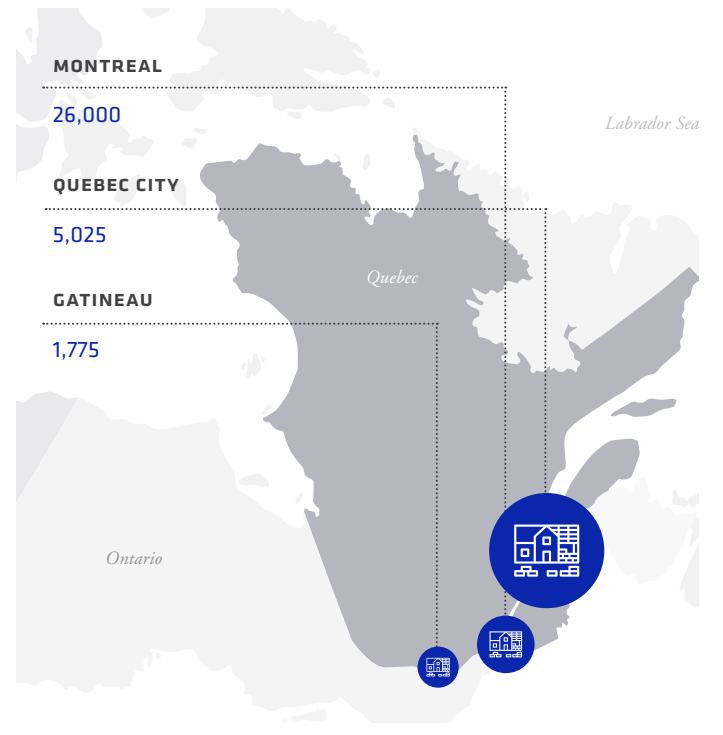 MONTREAL
26,000
Labrador Sea
QUEBEC CITY
5,025
Quebec
GATINEAU
1,775
Ontario